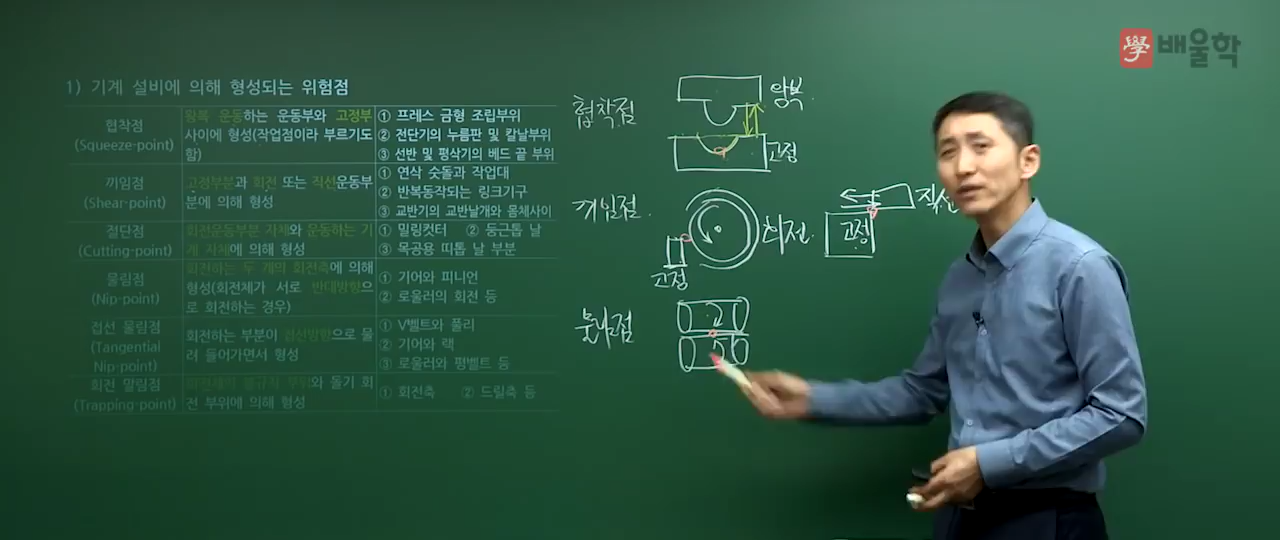 學 배울학
1) 기계 설비에 의해 형성되는 위험점
협착점
(Squeeze-point)
왕복 운동하는 운동부와 고정부
사이에 형성(작업점이라 부르기도
함)
① 프레스 금형 조립부위
② 전단기의 누름판 및 칼날부위
③ 선반 및 평삭기의 베드 끝 부위
끼임점
(Shear-point)
고정부분과 회전 또는 직선운동부
분에 의해 형성
① 연삭 숫돌과 작업대
② 반복동작되는 링크기구
③ 교반기의 교반날개와 몸체사이
절단점
(Cutting-point)
회전운동부분 자체와 운동하는 기
계 자체에 의해 형성
① 밀링컷터 ② 둥근톱 날
③ 목공용 띠톱 날 부분
물림점
(Nip-point)
회전하는 두 개의 회전축에 의해
형성(회전체가 서로 반대방향으
로 회전하는 경우)
① 기어와 피니언
② 로울러의 회전 등
접선 물림점
(Tangential
Nip-point)
회전하는 부분이 접선방향으로 물
려 들어가면서 형성
① V벨트와 풀리
② 기어와 랙
③ 로울러와 평벨트 등
회전 말림점
(Trapping-point)
회전체의 불규칙 부위와 돌기 회
전 부위에 의해 형성
① 회전축 ② 드릴축 등
협착점
왕복
고정
끼임점
회전
고정
직선
고정
물림점